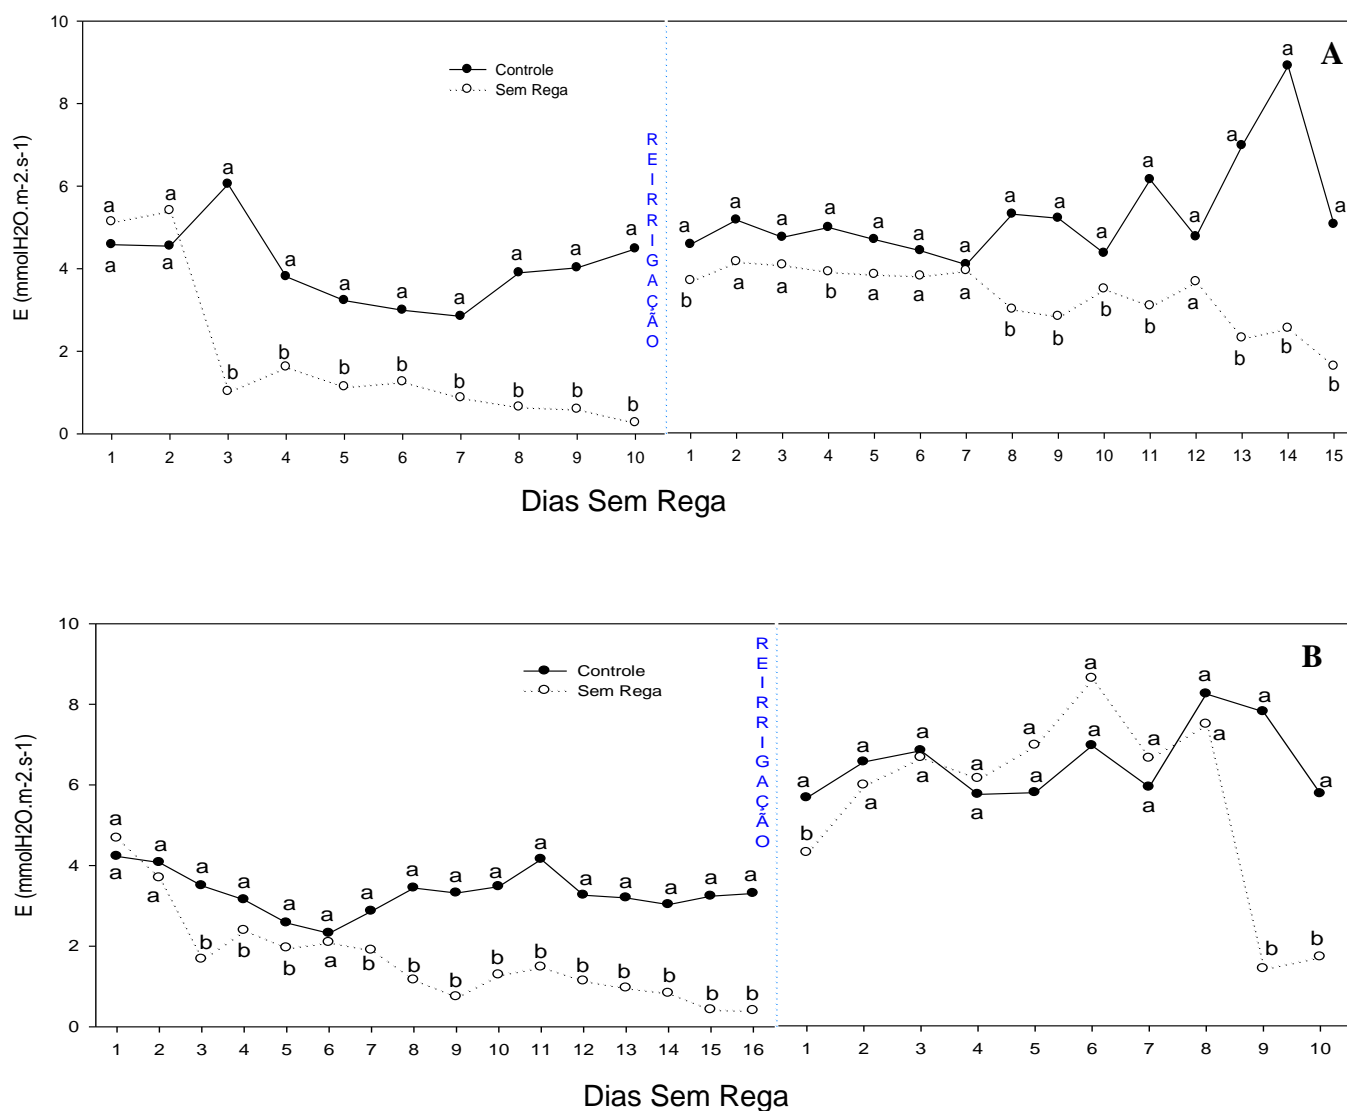 10
8
6
4
2
0
E (mmolH2O.m-2.s-1)
Controle
Sem Rega
A
REIRRIGAÇÃO
a a a a a a a a a a
a a b b b b b b b b
a a a a a a a a a a a a a a a
b a a b a a a b b b b a b b b
1 2 3 4 5 6 7 8 9 10
1 2 3 4 5 6 7 8 9 10 11 12 13 14 15
Dias Sem Rega
10
8
6
4
2
0
E (mmolH2O.m-2.s-1)
Controle
Sem Rega
B
REIRRIGAÇÃO
a a a a a a a a a a a a a a a a
a a b b b a b b b b b b b b b b
a a a a a a a a a a
b a a a a a a a b b
1 2 3 4 5 6 7 8 9 10 11 12 13 14 15 16
1 2 3 4 5 6 7 8 9 10
Dias Sem Rega